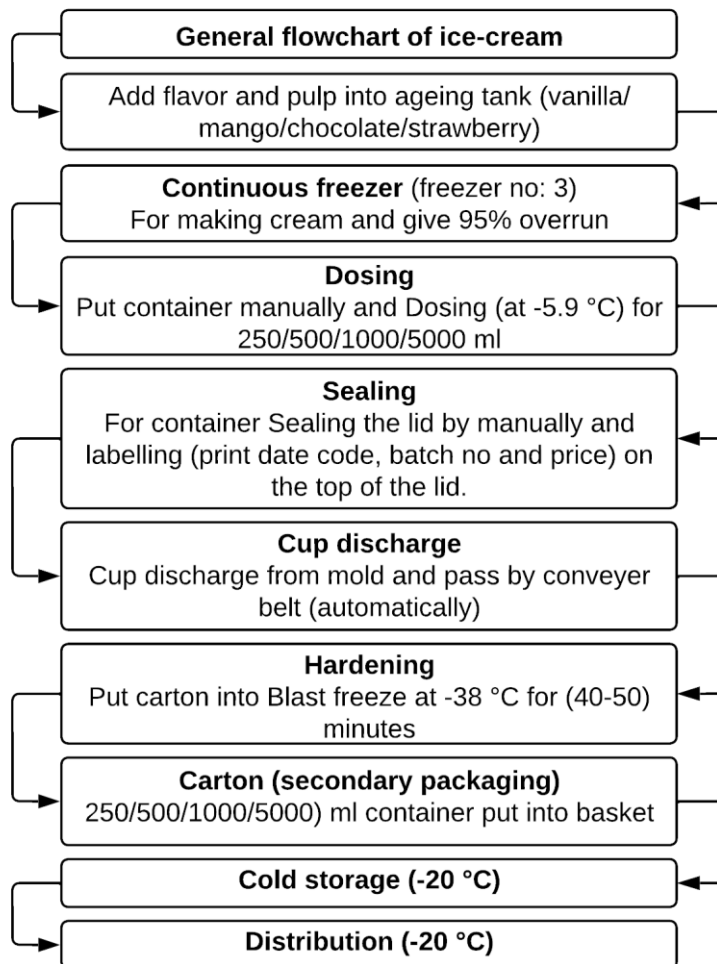 General flowchart of ice-cream
Add flavor and pulp into ageing tank (vanilla/
mango/chocolate/strawberry)
Continuous freezer (freezer no: 3)
For making cream and give 95% overrun
Dosing
Put container manually and Dosing (at -5.9 °C) for
250/500/1000/5000 ml
Sealing
For container Sealing the lid by manually and
labelling (print date code, batch no and price) on
the top of the lid.
Cup discharge
Cup discharge from mold and pass by conveyer
belt (automatically)
Hardening
Put carton into Blast freeze at -38 °C for (40-50)
minutes
Carton (secondary packaging)
250/500/1000/5000) ml container put into basket
Cold storage (-20 °C)
Distribution (-20 °C)